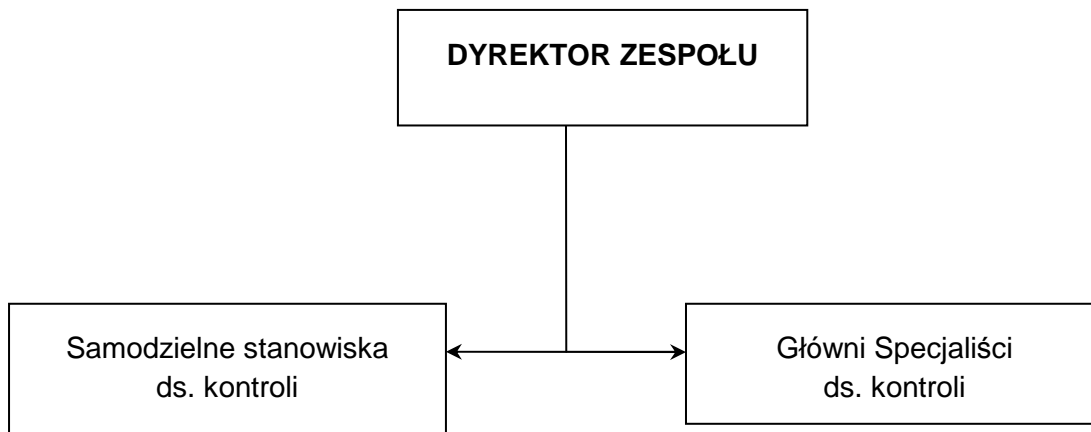 DYREKTOR ZESPOŁU
Samodzielne stanowiska
ds. kontroli
Główni Specjaliści
ds. kontroli